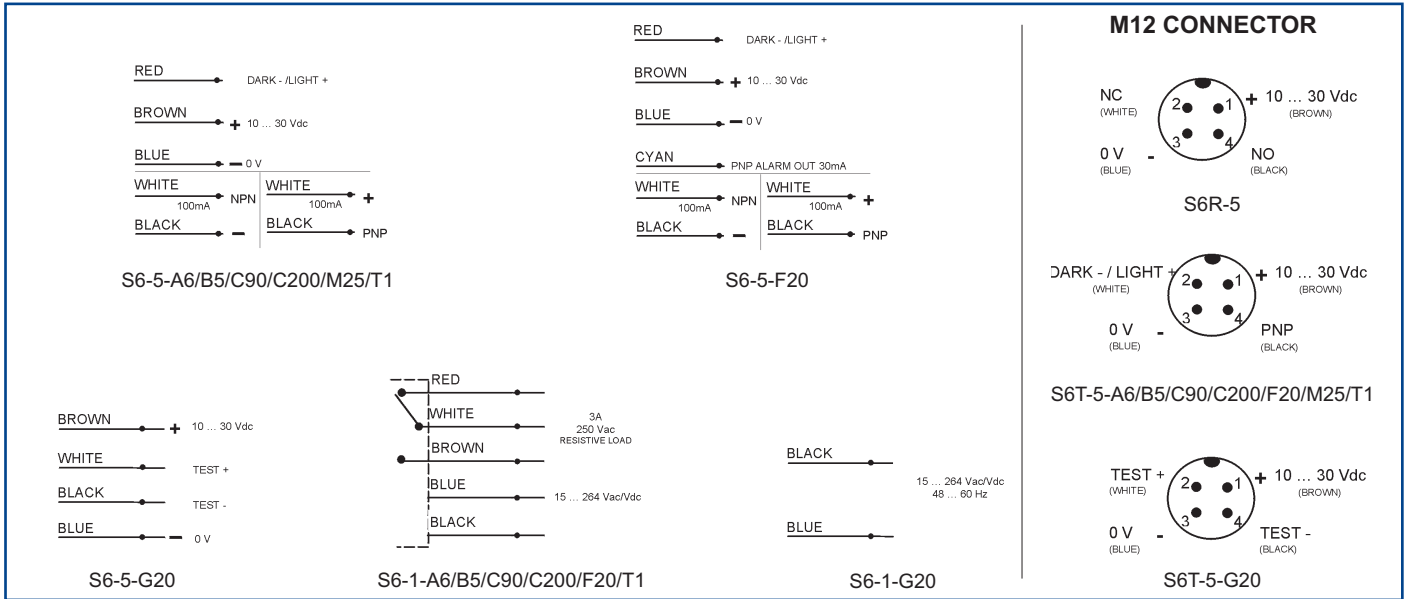 RED DARK - /LIGHT +
BROWN + 10 ... 30 Vdc
BLUE - 0 V
WHITE 100mA NPN WHITE 100mA +
BLACK - BLACK PNP
S6-5-A6/B5/C90/C200/M25/T1
RED DARK - /LIGHT +
BROWN + 10 ... 30 Vdc
BLUE - 0 V
CYAN PNP ALARM OUT 30mA
WHITE 100mA NPN WHITE 100mA +
BLACK - BLACK PNP
S6-5-F20
BROWN + 10 ... 30 Vdc
WHITE TEST +
BLACK TEST -
BLUE - 0 V
S6-5-G20
RED
WHITE
BROWN
3A
250 Vac
RESISTIVE LOAD
BLUE
15 ... 264 Vac/Vdc
BLACK
S6-1-A6/B5/C90/C200/F20/T1
BLACK
15 ... 264 Vac/Vdc
48 ... 60 Hz
BLUE
S6-1-G20
M12 CONNECTOR
NC 2 1 + 10 ... 30 Vdc
(WHITE) (BROWN)
0 V - 3 4 NO
(BLUE) (BLACK)
S6R-5
DARK - / LIGHT + 2 1 + 10 ... 30 Vdc
(WHITE) (BROWN)
0 V - 3 4 PNP
(BLUE) (BLACK)
S6T-5-A6/B5/C90/C200/F20/M25/T1
TEST + 2 1 + 10 ... 30 Vdc
(WHITE) (BROWN)
0 V - 3 4 TEST -
(BLUE) (BLACK)
S6T-5-G20